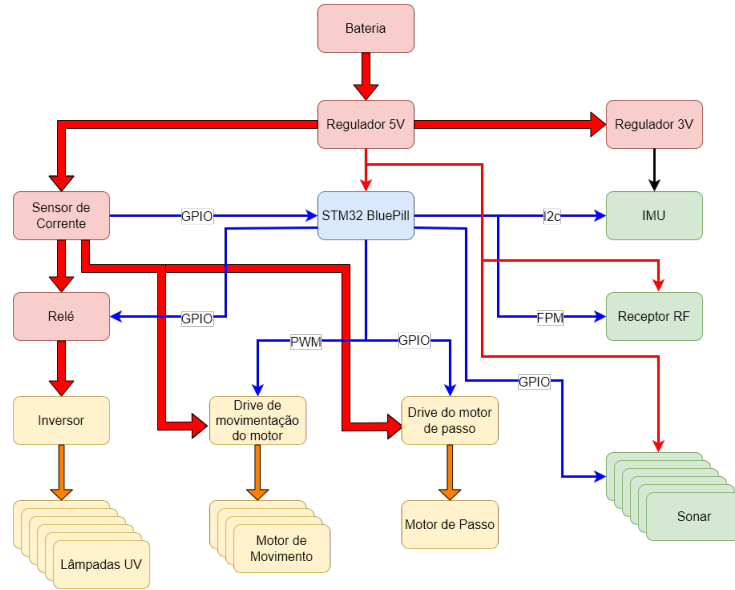 Bateria
Regulador 5V
Regulador 3V
Sensor de
Corrente
GPIO
STM32 BluePill
I2c
IMU
Relé
GPIO
FPM
Receptor RF
PWM
GPIO
GPIO
Inversor
Drive de
movimentação
do motor
Drive do motor
de passo
Lâmpadas UV
Motor de
Movimento
Motor de Passo
Sonar